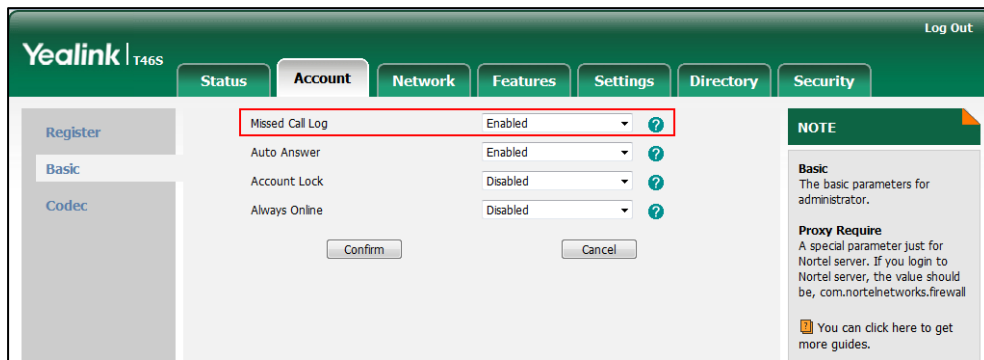 Log Out
Yealink T46S
Status Account Network Features Settings Directory Security
Register
Basic
Codec
Missed Call Log Enabled ?
Auto Answer Enabled ?
Account Lock Disabled ?
Always Online Disabled ?
Confirm Cancel
NOTE
Basic
The basic parameters for
administrator.
Proxy Require
A special parameter just for
Nortel server. If you login to
Nortel server, the value should
be, com.nortelnetworks.firewall
? You can click here to get
more guides.